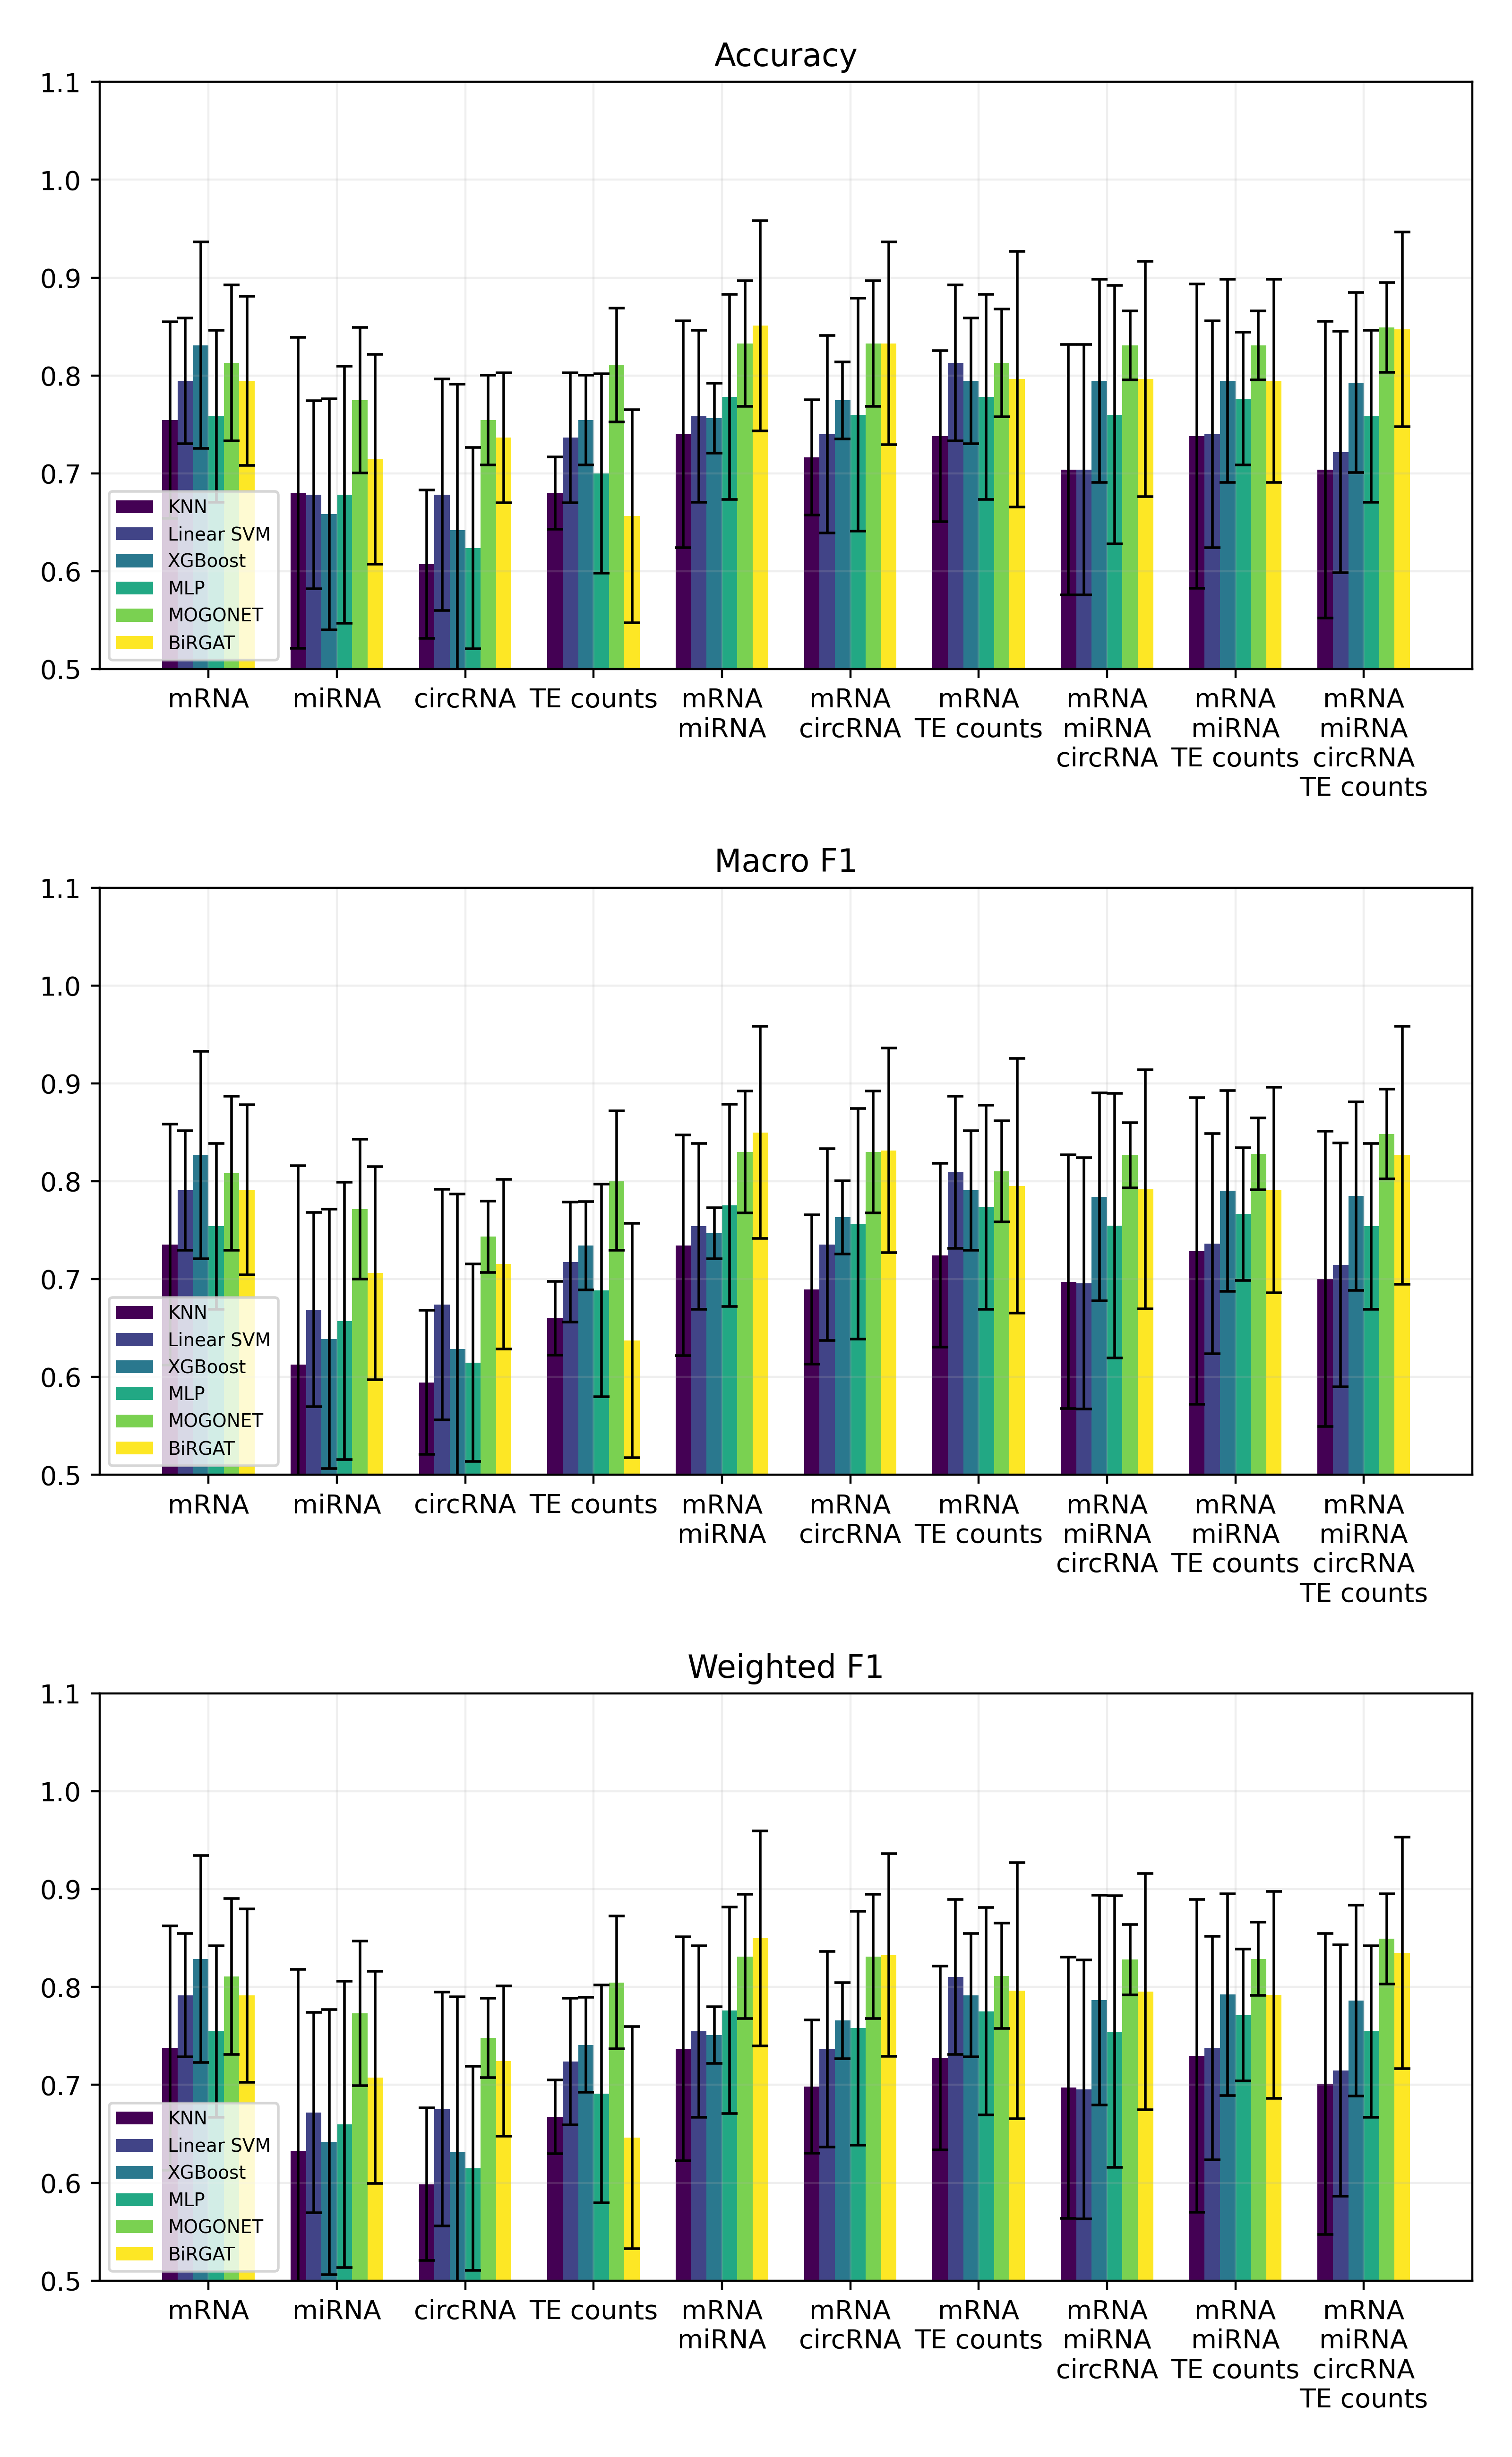 Accuracy
1.1
1.0
0.9
0.8
0.7
0.6
0.5
KNN
Linear SVM
XGBoost
MLP
MOGONET
BiRGAT
mRNA
miRNA
circRNA
TE counts
mRNA
miRNA
mRNA
circRNA
mRNA
TE counts
mRNA
miRNA
circRNA
mRNA
miRNA
TE counts
mRNA
miRNA
circRNA
TE counts
Macro F1
1.1
1.0
0.9
0.8
0.7
0.6
0.5
KNN
Linear SVM
XGBoost
MLP
MOGONET
BiRGAT
mRNA
miRNA
circRNA
TE counts
mRNA
miRNA
mRNA
circRNA
mRNA
TE counts
mRNA
miRNA
circRNA
mRNA
miRNA
TE counts
mRNA
miRNA
circRNA
TE counts
Weighted F1
1.1
1.0
0.9
0.8
0.7
0.6
0.5
KNN
Linear SVM
XGBoost
MLP
MOGONET
BiRGAT
mRNA
miRNA
circRNA
TE counts
mRNA
miRNA
mRNA
circRNA
mRNA
TE counts
mRNA
miRNA
circRNA
mRNA
miRNA
TE counts
mRNA
miRNA
circRNA
TE counts